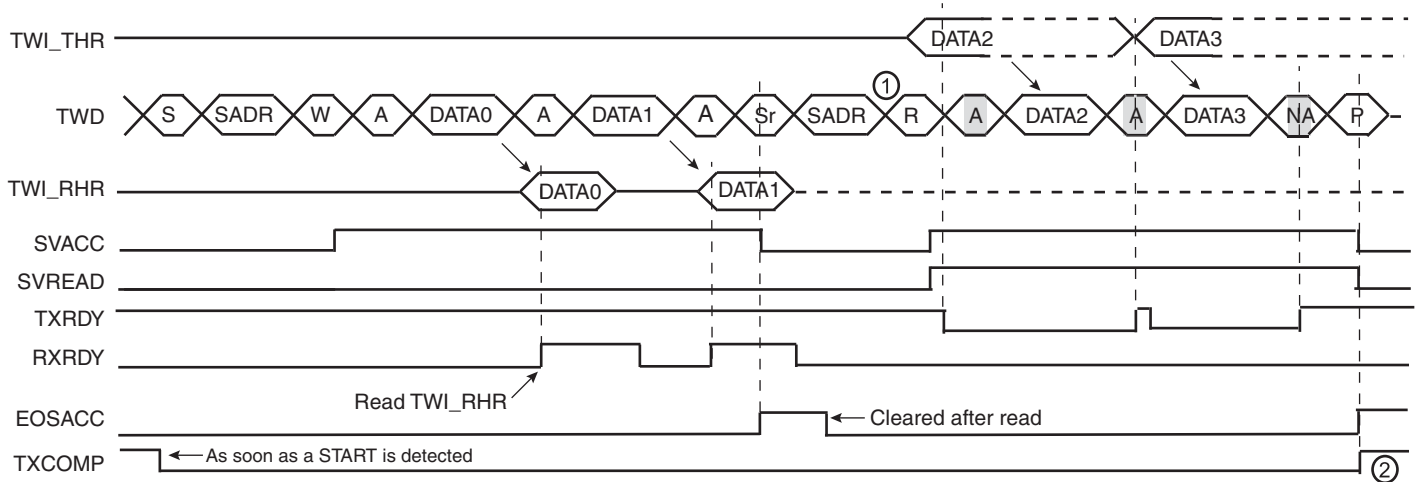 TWI_THR DATA2 DATA3
①
TWD S SADR W A DATA0 A DATA1 A Sr SADR R A DATA2 A DATA3 NA P
TWI_RHR DATA0 DATA1
SVACC
SVREAD
TXRDY
RXRDY
Read TWI_RHR
EOSACC Cleared after read
TXCOMP As soon as a START is detected ②